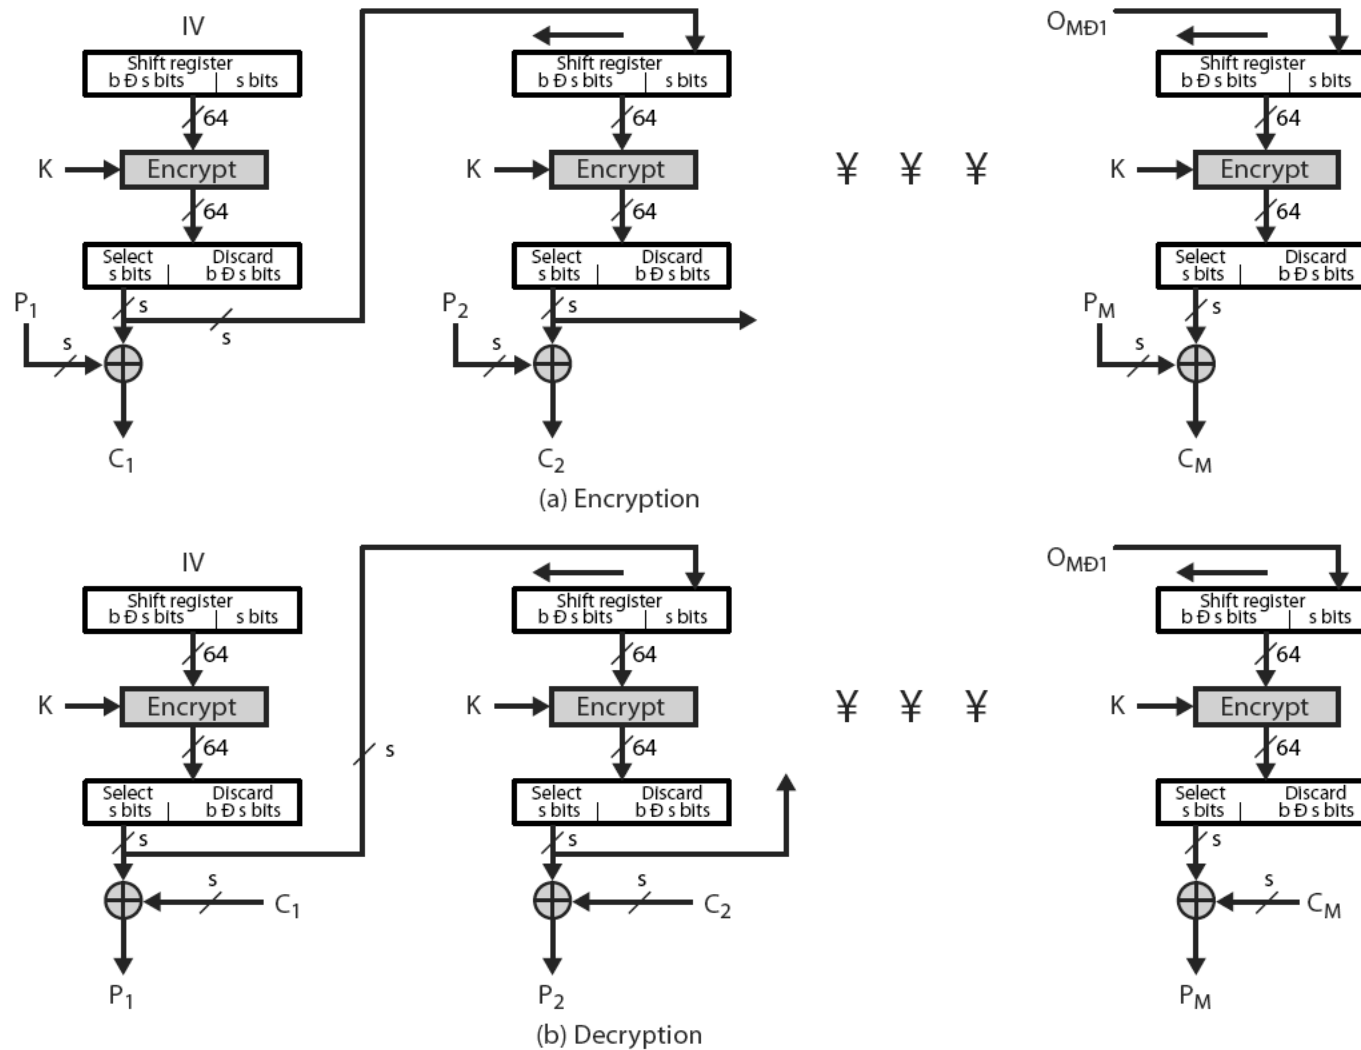 IV s O_MĐ1
Shift register Shift register Shift register
b Đ s bits | s bits b Đ s bits | s bits b Đ s bits | s bits
64 64 64
K Encrypt K Encrypt ¥ ¥ ¥ K Encrypt
64 64 64
Select Discard Select Discard Select Discard
s bits | b Đ s bits s bits | b Đ s bits s bits | b Đ s bits
P1 s s P2 s PM s
s s s
C1 C2 CM
(a) Encryption
IV O_MĐ1
Shift register Shift register Shift register
b Đ s bits | s bits b Đ s bits | s bits b Đ s bits | s bits
64 64 64
K Encrypt K Encrypt ¥ ¥ ¥ K Encrypt
64 s 64 64
Select Discard Select Discard Select Discard
s bits | b Đ s bits s bits | b Đ s bits s bits | b Đ s bits
s s s
s C1 s C2 s CM
P1 P2 PM
(b) Decryption